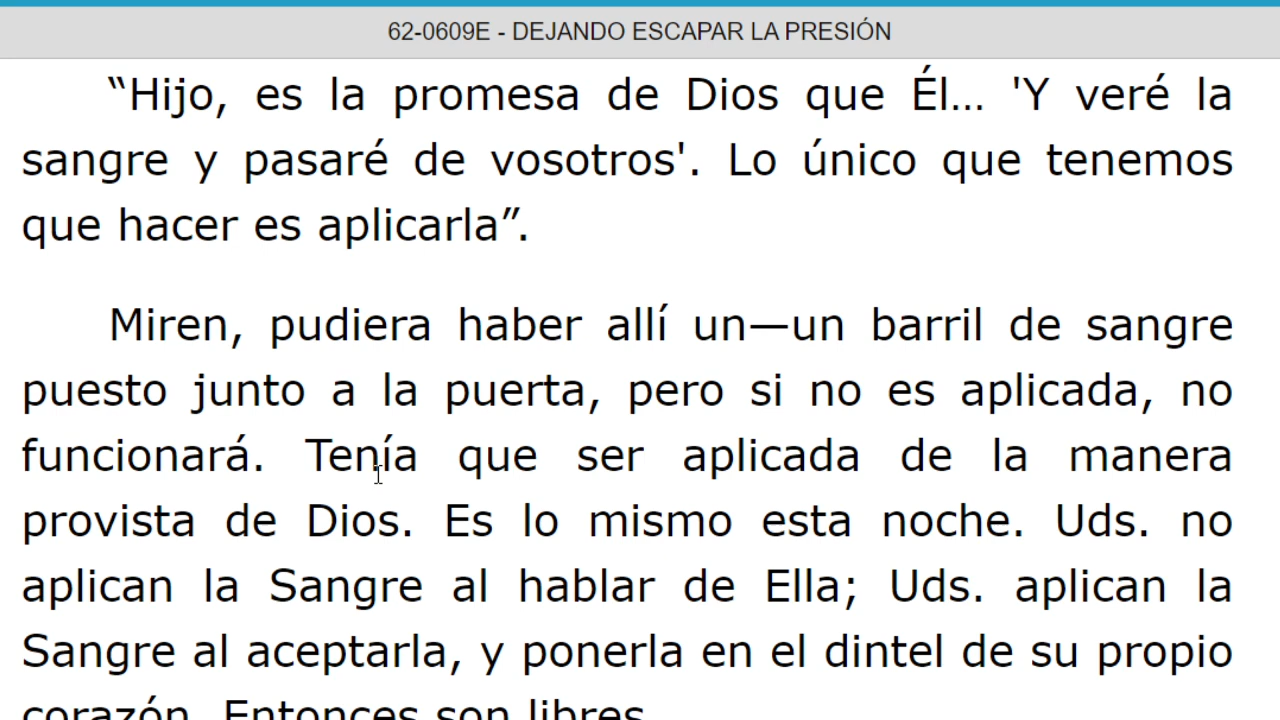 62-0609E - DEJANDO ESCAPAR LA PRESIÓN
“Hijo, es la promesa de Dios que Él… 'Y veré la
sangre y pasaré de vosotros'. Lo único que tenemos
que hacer es aplicarla”.
Miren, pudiera haber allí un—un barril de sangre
puesto junto a la puerta, pero si no es aplicada, no
funcionará. Tenía que ser aplicada de la manera
provista de Dios. Es lo mismo esta noche. Uds. no
aplican la Sangre al hablar de Ella; Uds. aplican la
Sangre al aceptarla, y ponerla en el dintel de su propio
corazón. Entonces son libres.